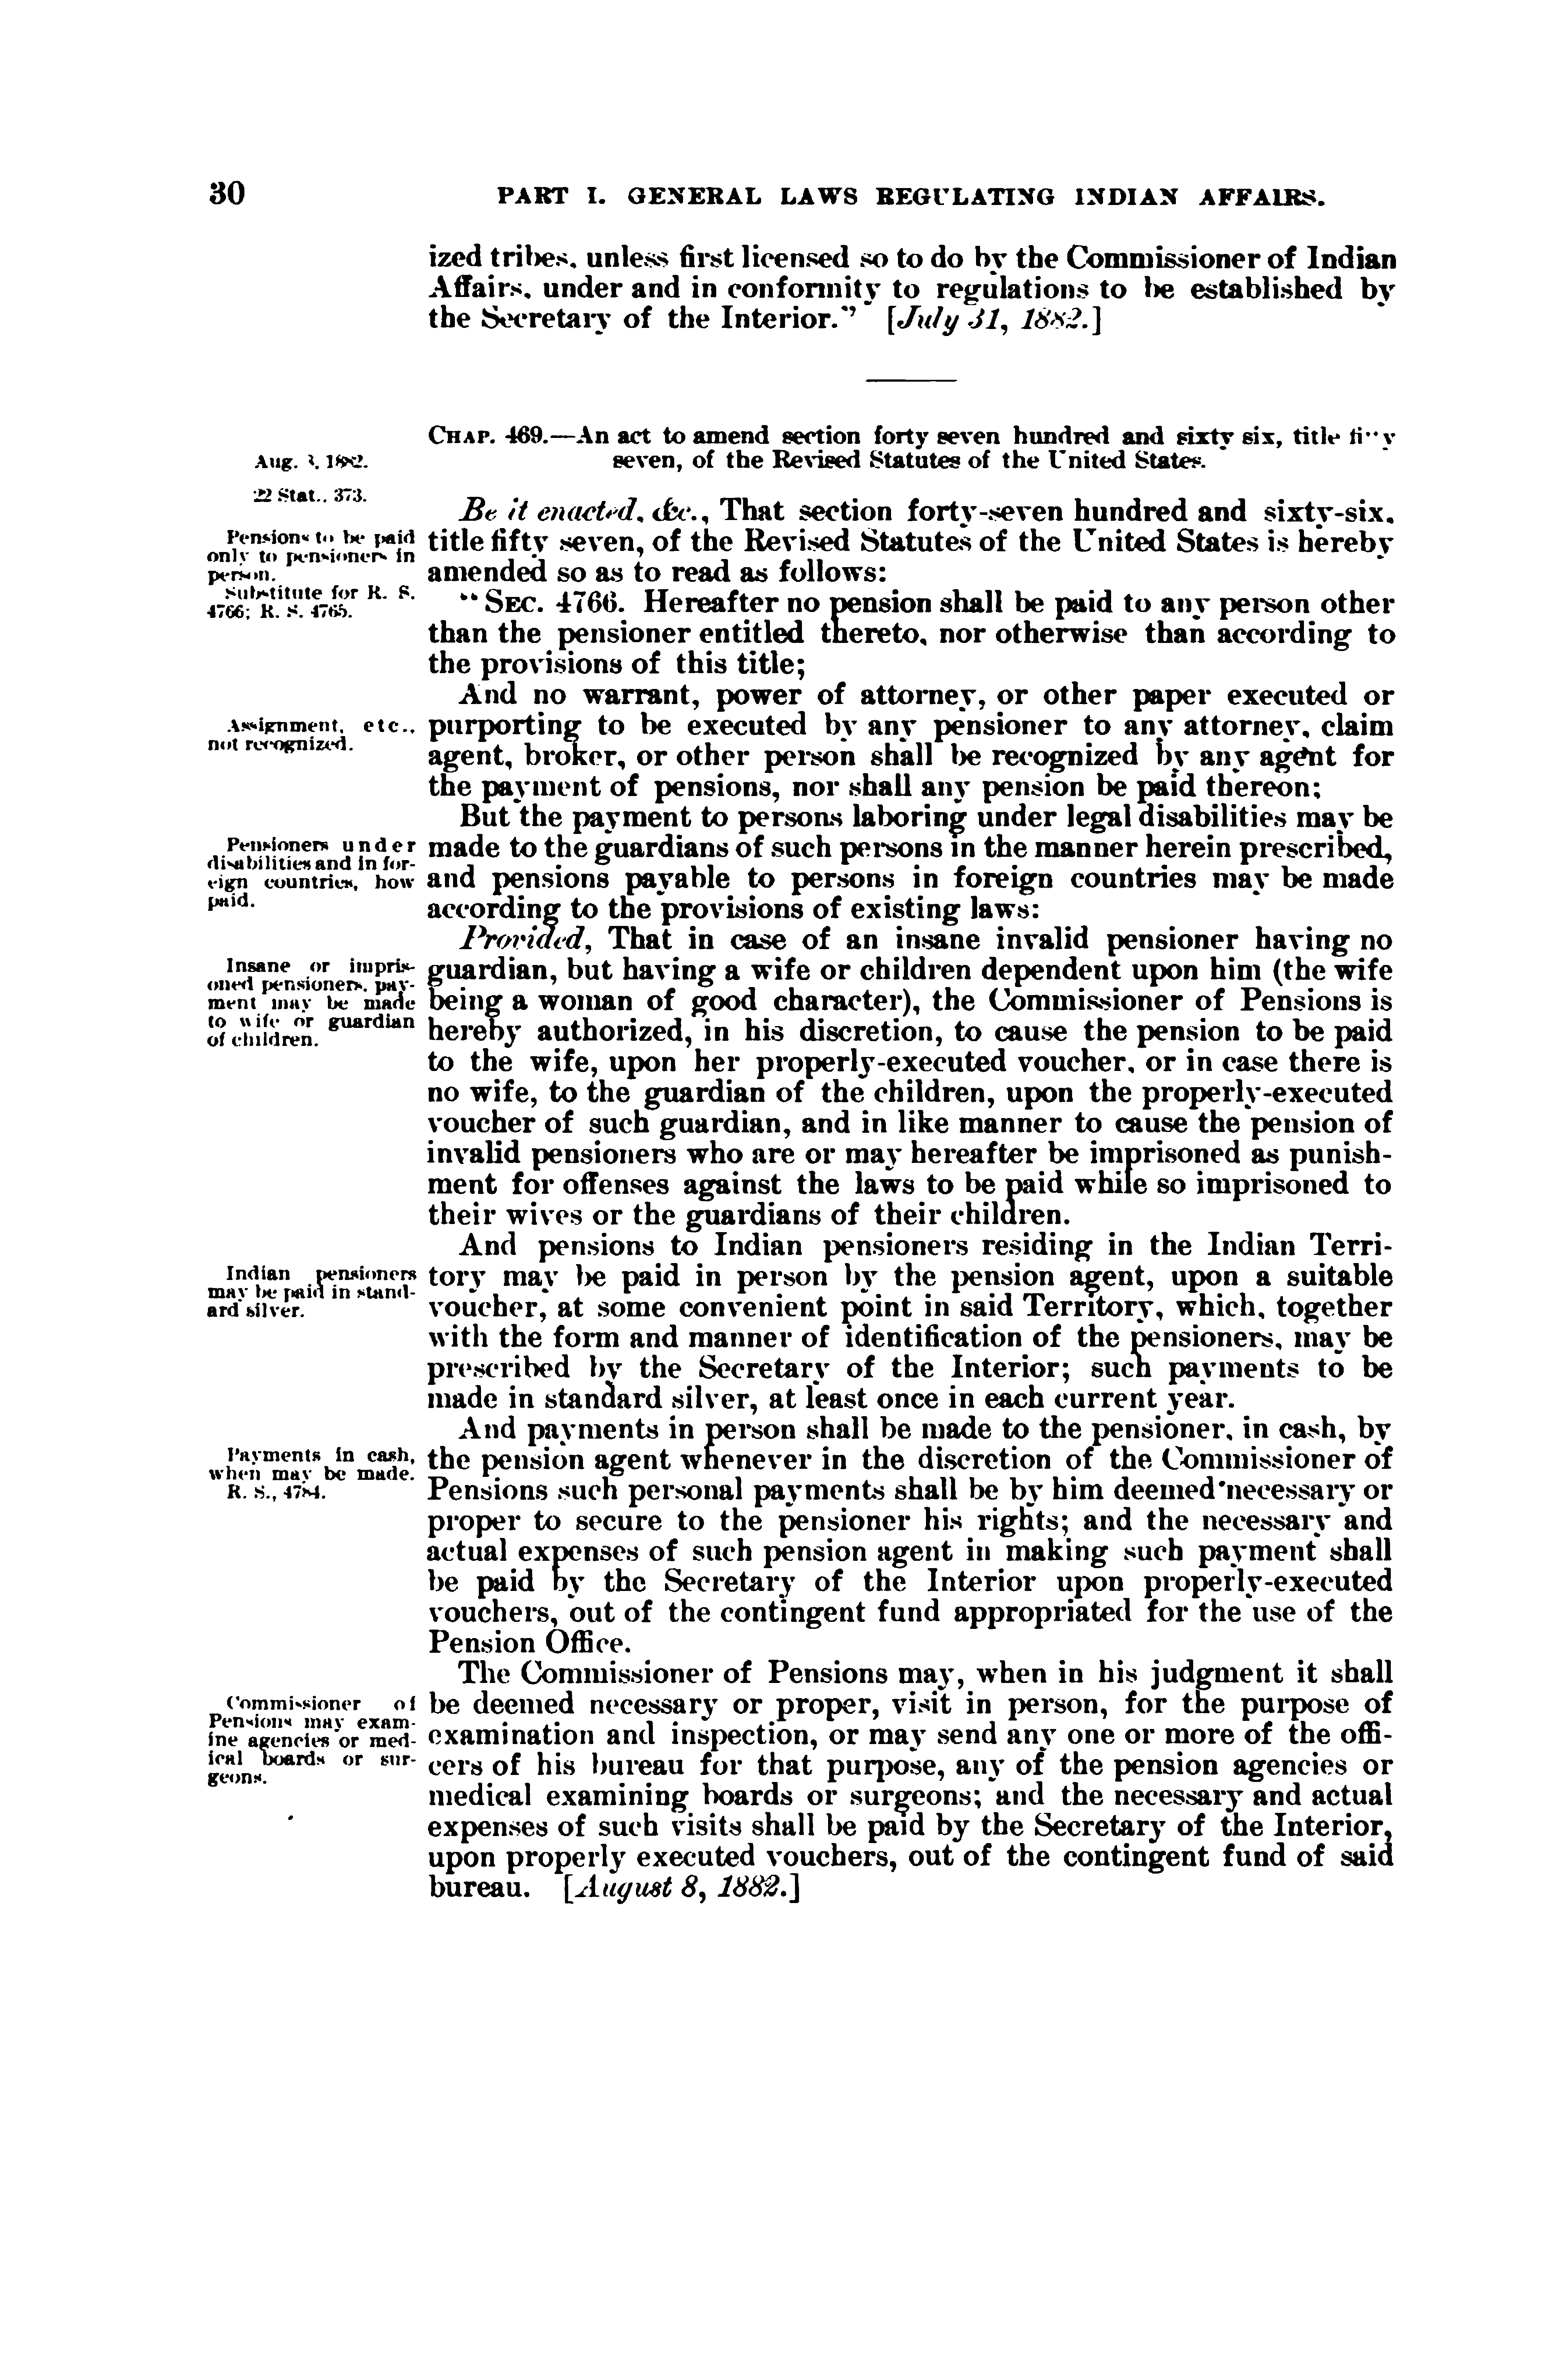 30 PART I. GENERAL LAWS REGULATING INDIAN AFFAIRS.
ized tribes, unless first licensed so to do by the Commissioner of Indian
Affairs, under and in conformity to regulations to be established by
the Secretary of the Interior." [July 31, 1882.]
CHAP. 469.—An act to amend section forty seven hundred and sixty six, title fifty
seven, of the Revised Statutes of the United States.
Aug. 8, 1882.
22 Stat., 373.
Be it enacted, &c., That section forty-seven hundred and sixty-six,
title fifty seven, of the Revised Statutes of the United States is hereby
amended so as to read as follows:
Pensions to be paid
only to pensioners in
person.
Substitute for R. S.
4766; R. S. 4765.
"SEC. 4766. Hereafter no pension shall be paid to any person other
than the pensioner entitled thereto, nor otherwise than according to
the provisions of this title;
And no warrant, power of attorney, or other paper executed or
purporting to be executed by any pensioner to any attorney, claim
agent, broker, or other person shall be recognized by any agent for
the payment of pensions, nor shall any pension be paid thereon;
Assignment, etc.,
not recognized.
But the payment to persons laboring under legal disabilities may be
made to the guardians of such persons in the manner herein prescribed,
and pensions payable to persons in foreign countries may be made
according to the provisions of existing laws:
Pensioners under
disabilities and in for-
eign countries, how
paid.
Provided, That in case of an insane invalid pensioner having no
guardian, but having a wife or children dependent upon him (the wife
being a woman of good character), the Commissioner of Pensions is
hereby authorized, in his discretion, to cause the pension to be paid
to the wife, upon her properly-executed voucher, or in case there is
no wife, to the guardian of the children, upon the properly-executed
voucher of such guardian, and in like manner to cause the pension of
invalid pensioners who are or may hereafter be imprisoned as punish-
ment for offenses against the laws to be paid while so imprisoned to
their wives or the guardians of their children.
Insane or impris-
oned pensioners, pay-
ment may be made
to wife or guardian
of children.
And pensions to Indian pensioners residing in the Indian Terri-
tory may be paid in person by the pension agent, upon a suitable
voucher, at some convenient point in said Territory, which, together
with the form and manner of identification of the pensioners, may be
prescribed by the Secretary of the Interior; such payments to be
made in standard silver, at least once in each current year.
Indian pensioners
may be paid in stand-
ard silver.
And payments in person shall be made to the pensioner, in cash, by
the pension agent whenever in the discretion of the Commissioner of
Pensions such personal payments shall be by him deemed necessary or
proper to secure to the pensioner his rights; and the necessary and
actual expenses of such pension agent in making such payment shall
be paid by the Secretary of the Interior upon properly-executed
vouchers, out of the contingent fund appropriated for the use of the
Pension Office.
Payments in cash,
when may be made.
R. S., 4784.
The Commissioner of Pensions may, when in his judgment it shall
be deemed necessary or proper, visit in person, for the purpose of
examination and inspection, or may send any one or more of the offi-
cers of his bureau for that purpose, any of the pension agencies or
medical examining boards or surgeons; and the necessary and actual
expenses of such visits shall be paid by the Secretary of the Interior,
upon properly executed vouchers, out of the contingent fund of said
bureau. [August 8, 1882.]
Commissioner of
Pensions may exam-
ine agencies or med-
ical boards or sur-
geons.